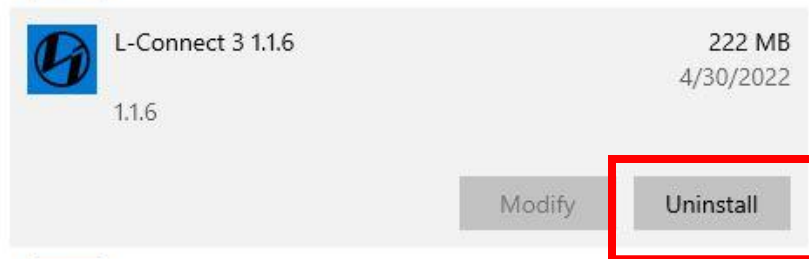 L-Connect 3 1.1.6
222 MB
4/30/2022
1.1.6
Modify
Uninstall